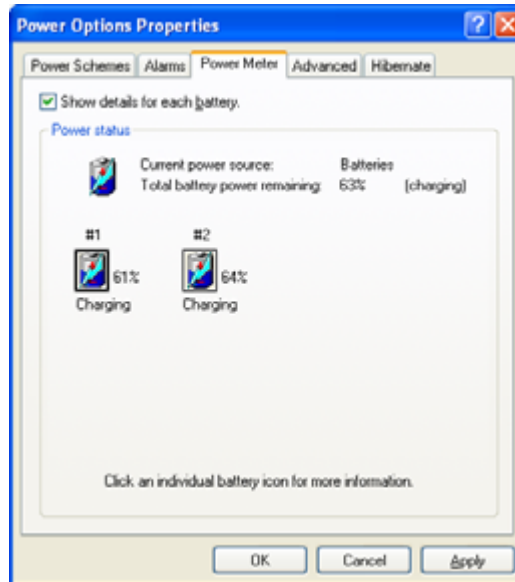 Power Options Properties
Power Schemes Alarms Power Meter Advanced Hibernate
Show details for each battery.
Power status
Current power source: Batteries
Total battery power remaining: 63% (charging)
#1 #2
61% 64%
Charging Charging
Click an individual battery icon for more information.
OK Cancel Apply